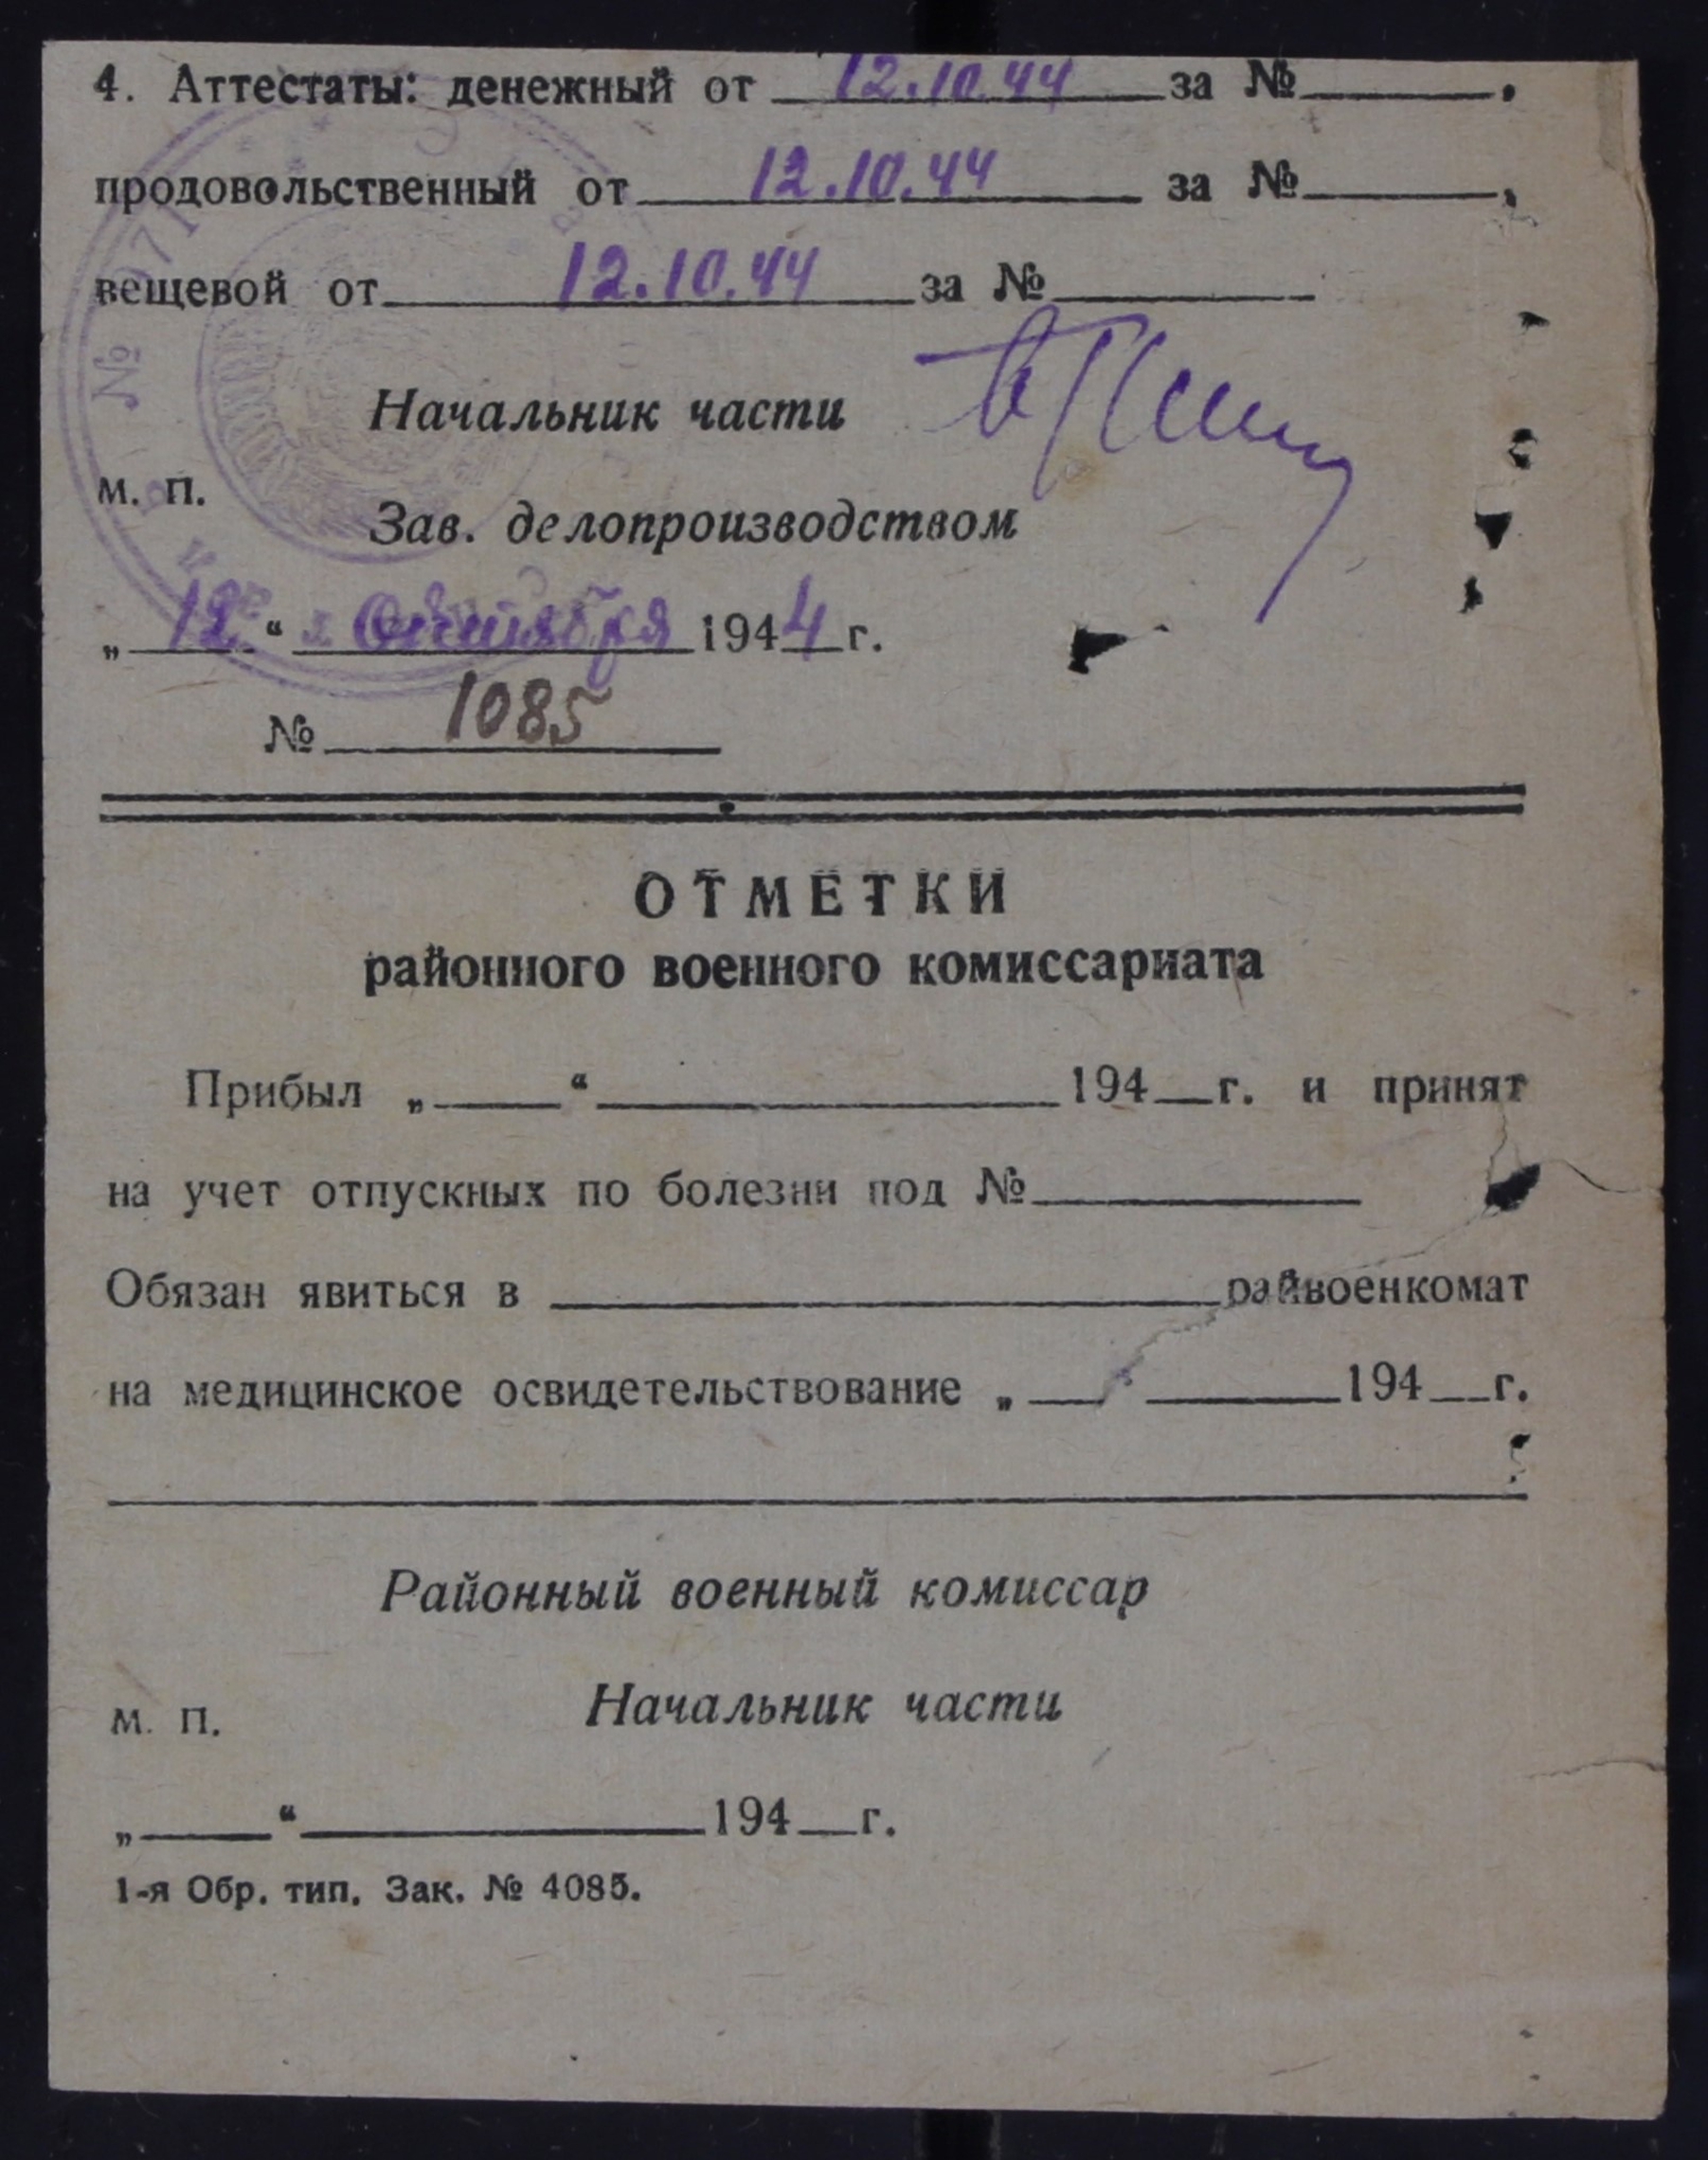 4. Аттестаты: денежный от 12.10.44 за № ,
продовольственный от 12.10.44 за № ,
вещевой от 12.10.44 за №
Начальник части
М. П.
Зав. делопроизводством
„ 12 “ Октября 1944 г.
№ 1085
ОТМЕТКИ
районного военного комиссариата
Прибыл „ “ 194 г. и принят
на учет отпускных по болезни под №
Обязан явиться в райвоенкомат
на медицинское освидетельствование „ “ 194 г.
Районный военный комиссар
Начальник части
М. П.
„ “ 194 г.
1-я Обр. тип. Зак. № 4085.